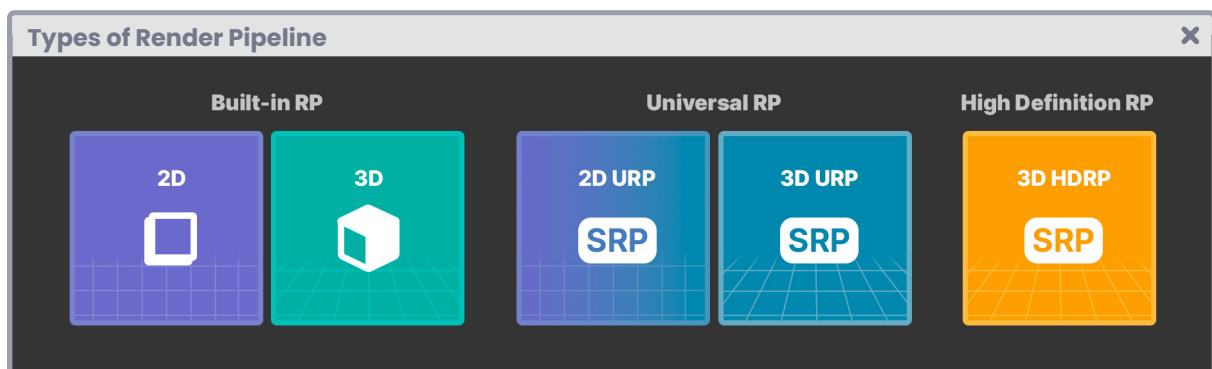 Types of Render Pipeline
Built-in RP
Universal RP
High Definition RP
2D
3D
2D URP
3D URP
3D HDRP
SRP
SRP
SRP